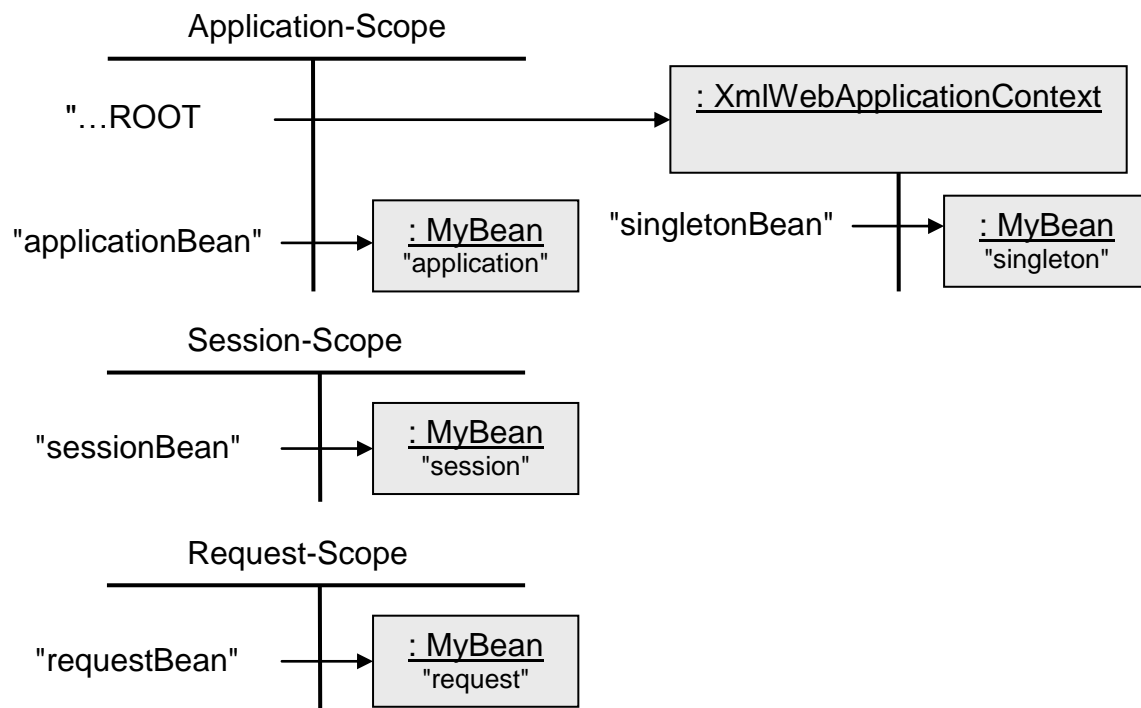 Application-Scope
"…ROOT
: XmlWebApplicationContext
"applicationBean"
: MyBean
"application"
"singletonBean"
: MyBean
"singleton"
Session-Scope
"sessionBean"
: MyBean
"session"
Request-Scope
"requestBean"
: MyBean
"request"